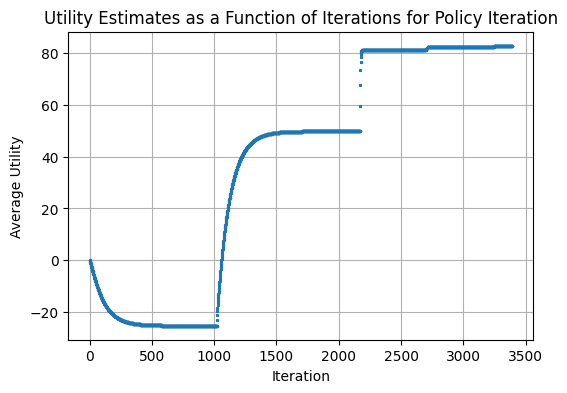 Utility Estimates as a Function of Iterations for Policy Iteration
Average Utility
80
60
40
20
0
−20
0 500 1000 1500 2000 2500 3000 3500
Iteration